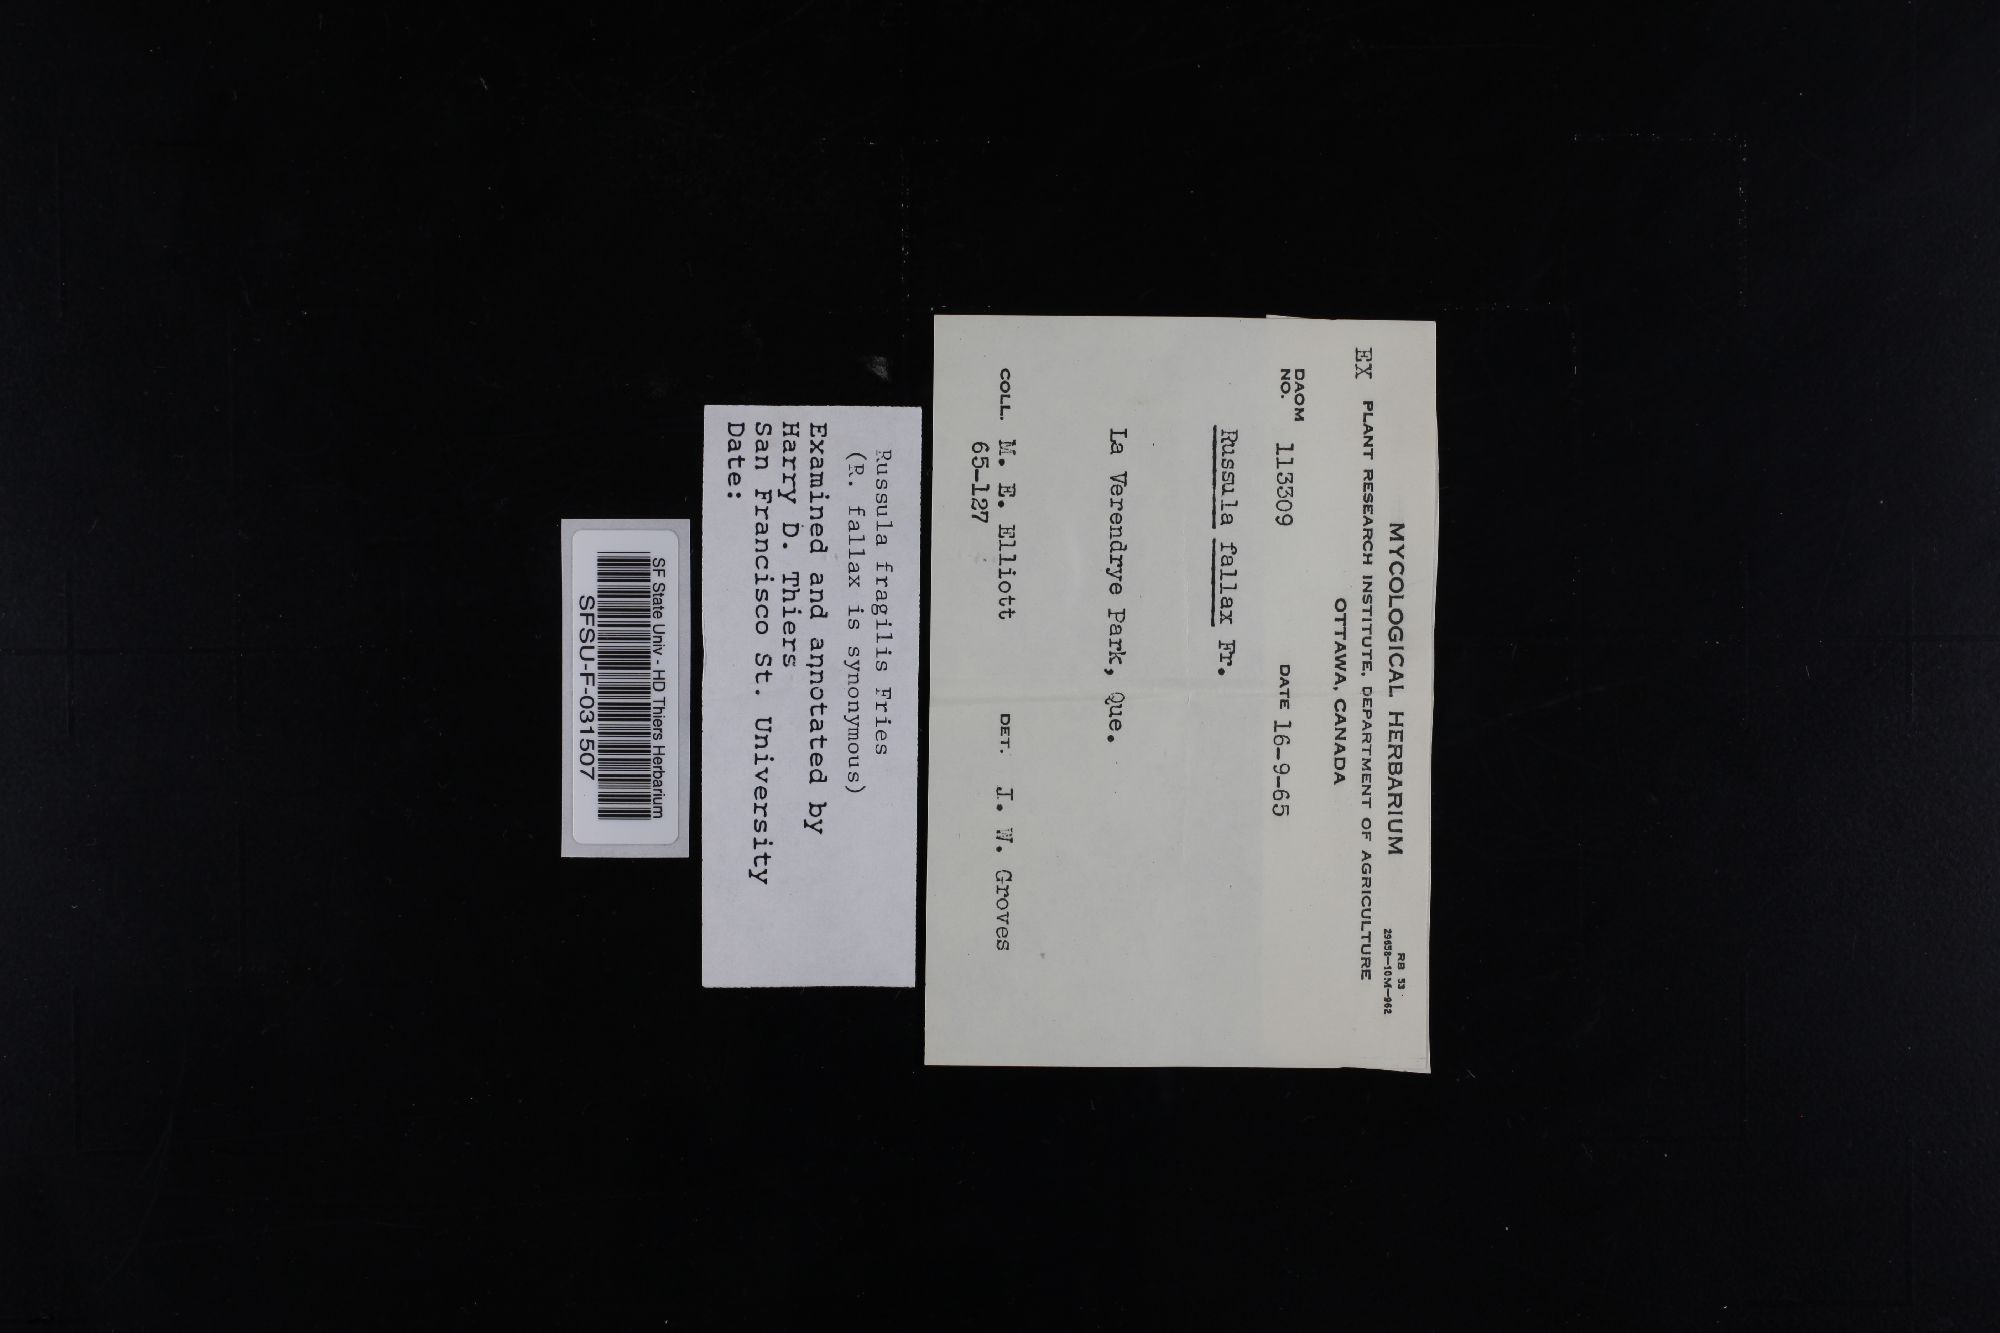 MYCOLOGICAL HERBARIUM
RB 53
29658-10M-962
EX PLANT RESEARCH INSTITUTE, DEPARTMENT OF AGRICULTURE
OTTAWA, CANADA
DAOM NO. 113309 DATE 16-9-65
Russula fallax Fr.
La Verendrye Park, Que.
COLL. M. E. Elliott DET. J. W. Groves
65-127
Russula fragilis Fries
(R. fallax is synonymous)
Examined and annotated by
Harry D. Thiers
San Francisco St. University
Date:
SF State Univ - HD Thiers Herbarium
SFSU-F-031507